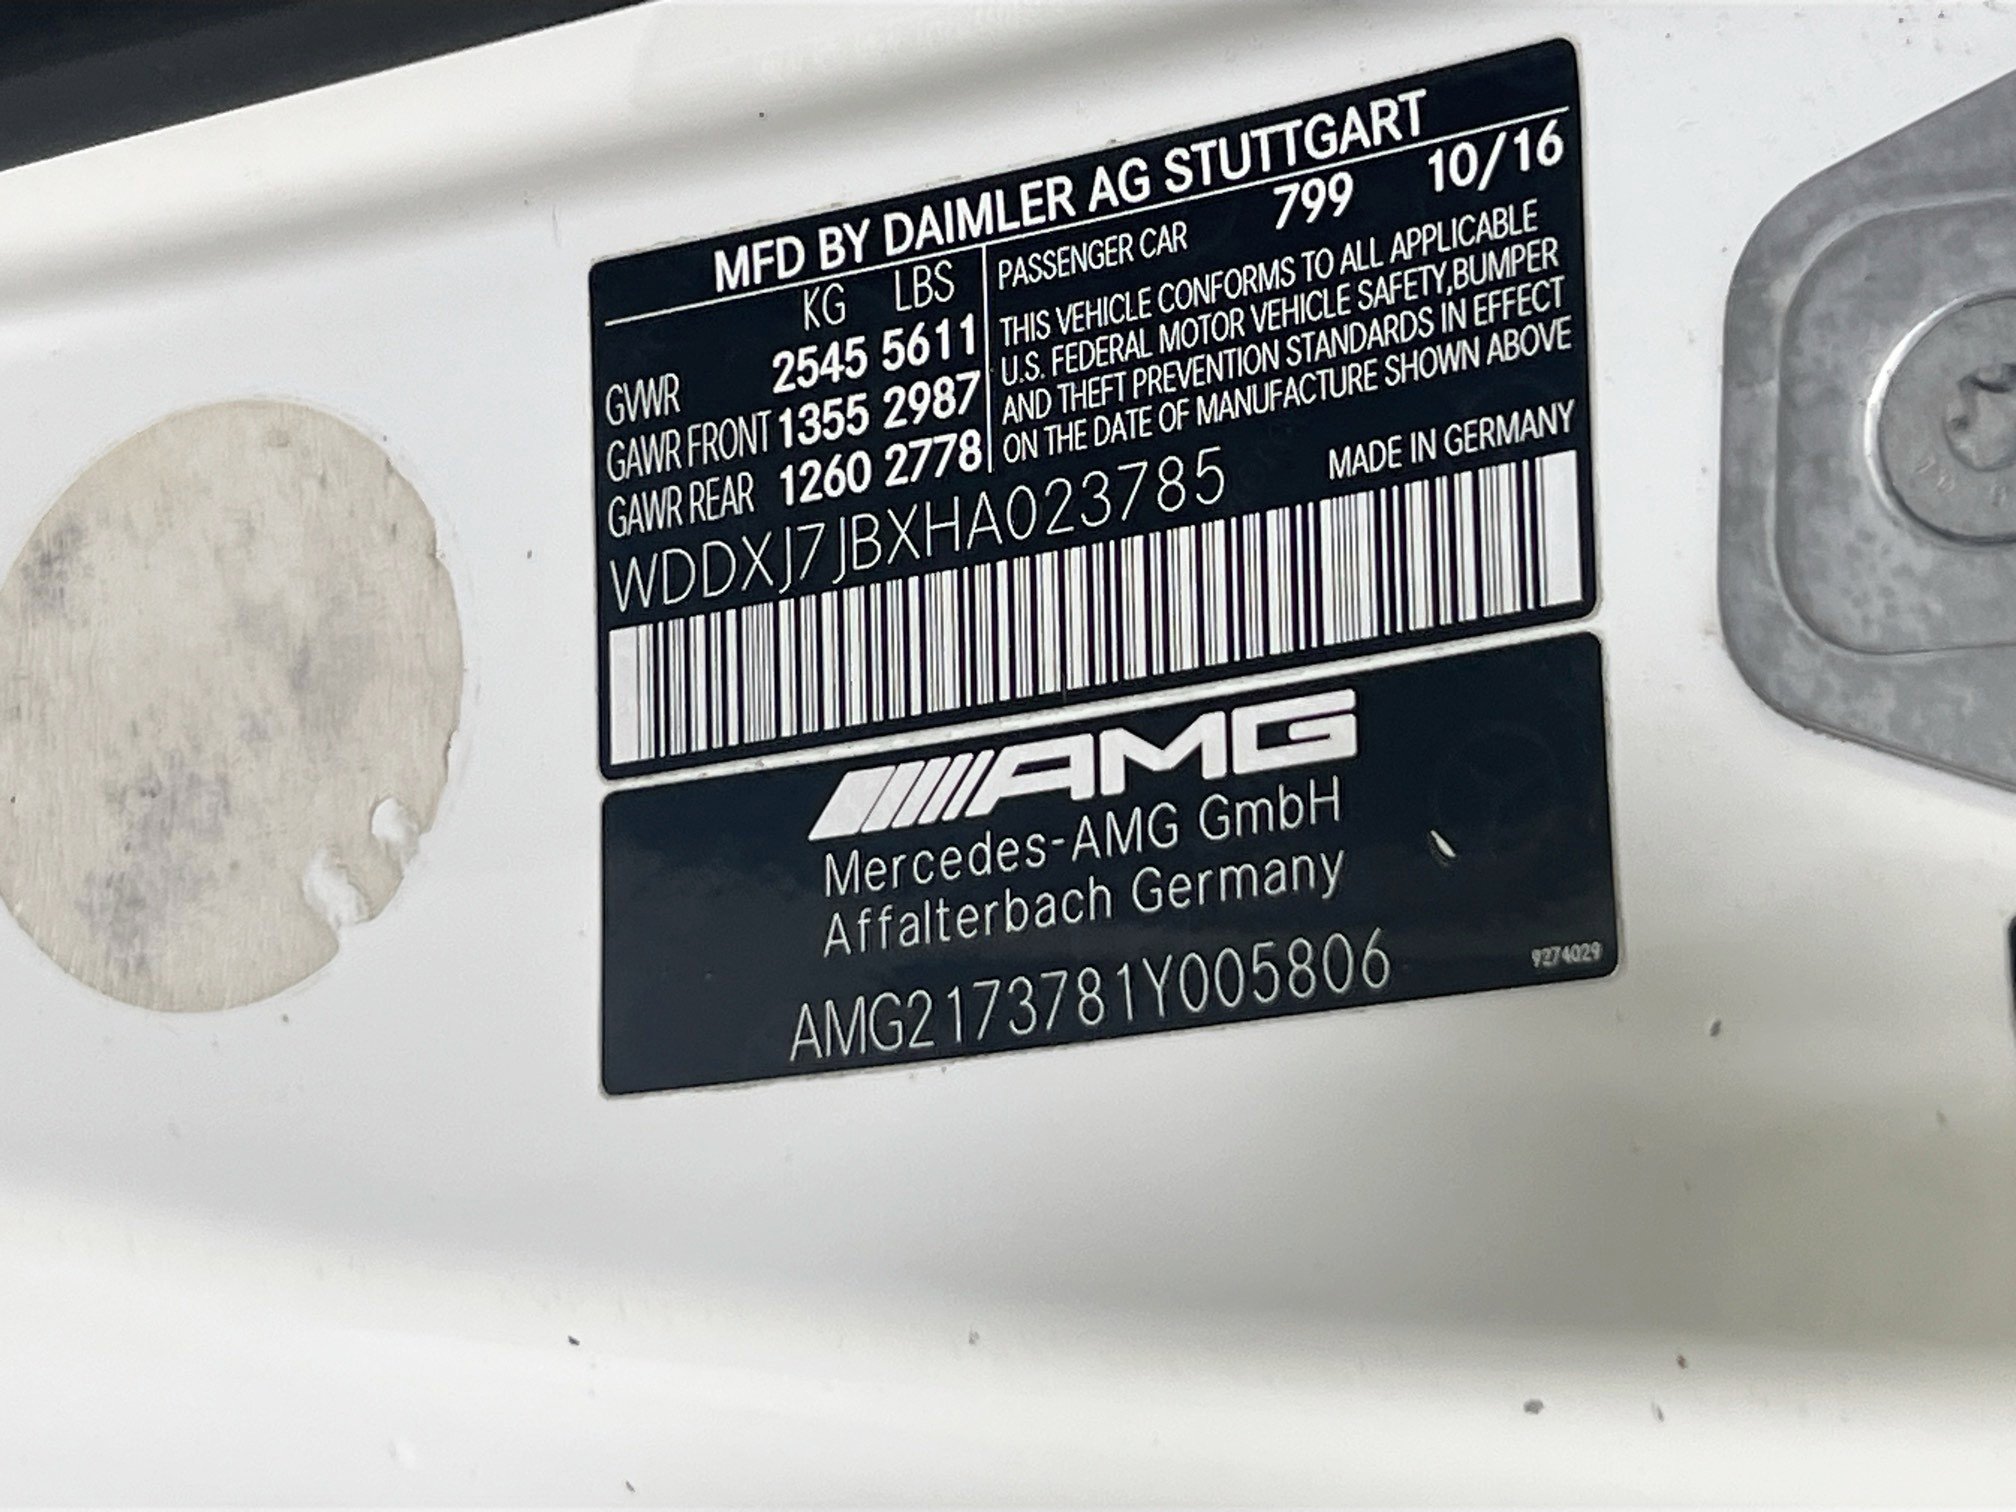 MFD BY DAIMLER AG STUTTGART
KG LBS
GVWR 2545 5611
GAWR FRONT 1355 2987
GAWR REAR 1260 2778
PASSENGER CAR 799 10/16
THIS VEHICLE CONFORMS TO ALL APPLICABLE
U.S. FEDERAL MOTOR VEHICLE SAFETY,BUMPER
AND THEFT PREVENTION STANDARDS IN EFFECT
ON THE DATE OF MANUFACTURE SHOWN ABOVE
WDDXJ7JBXHA023785
MADE IN GERMANY
AMG
Mercedes-AMG GmbH
Affalterbach Germany
AMG2173781Y005806
9274029